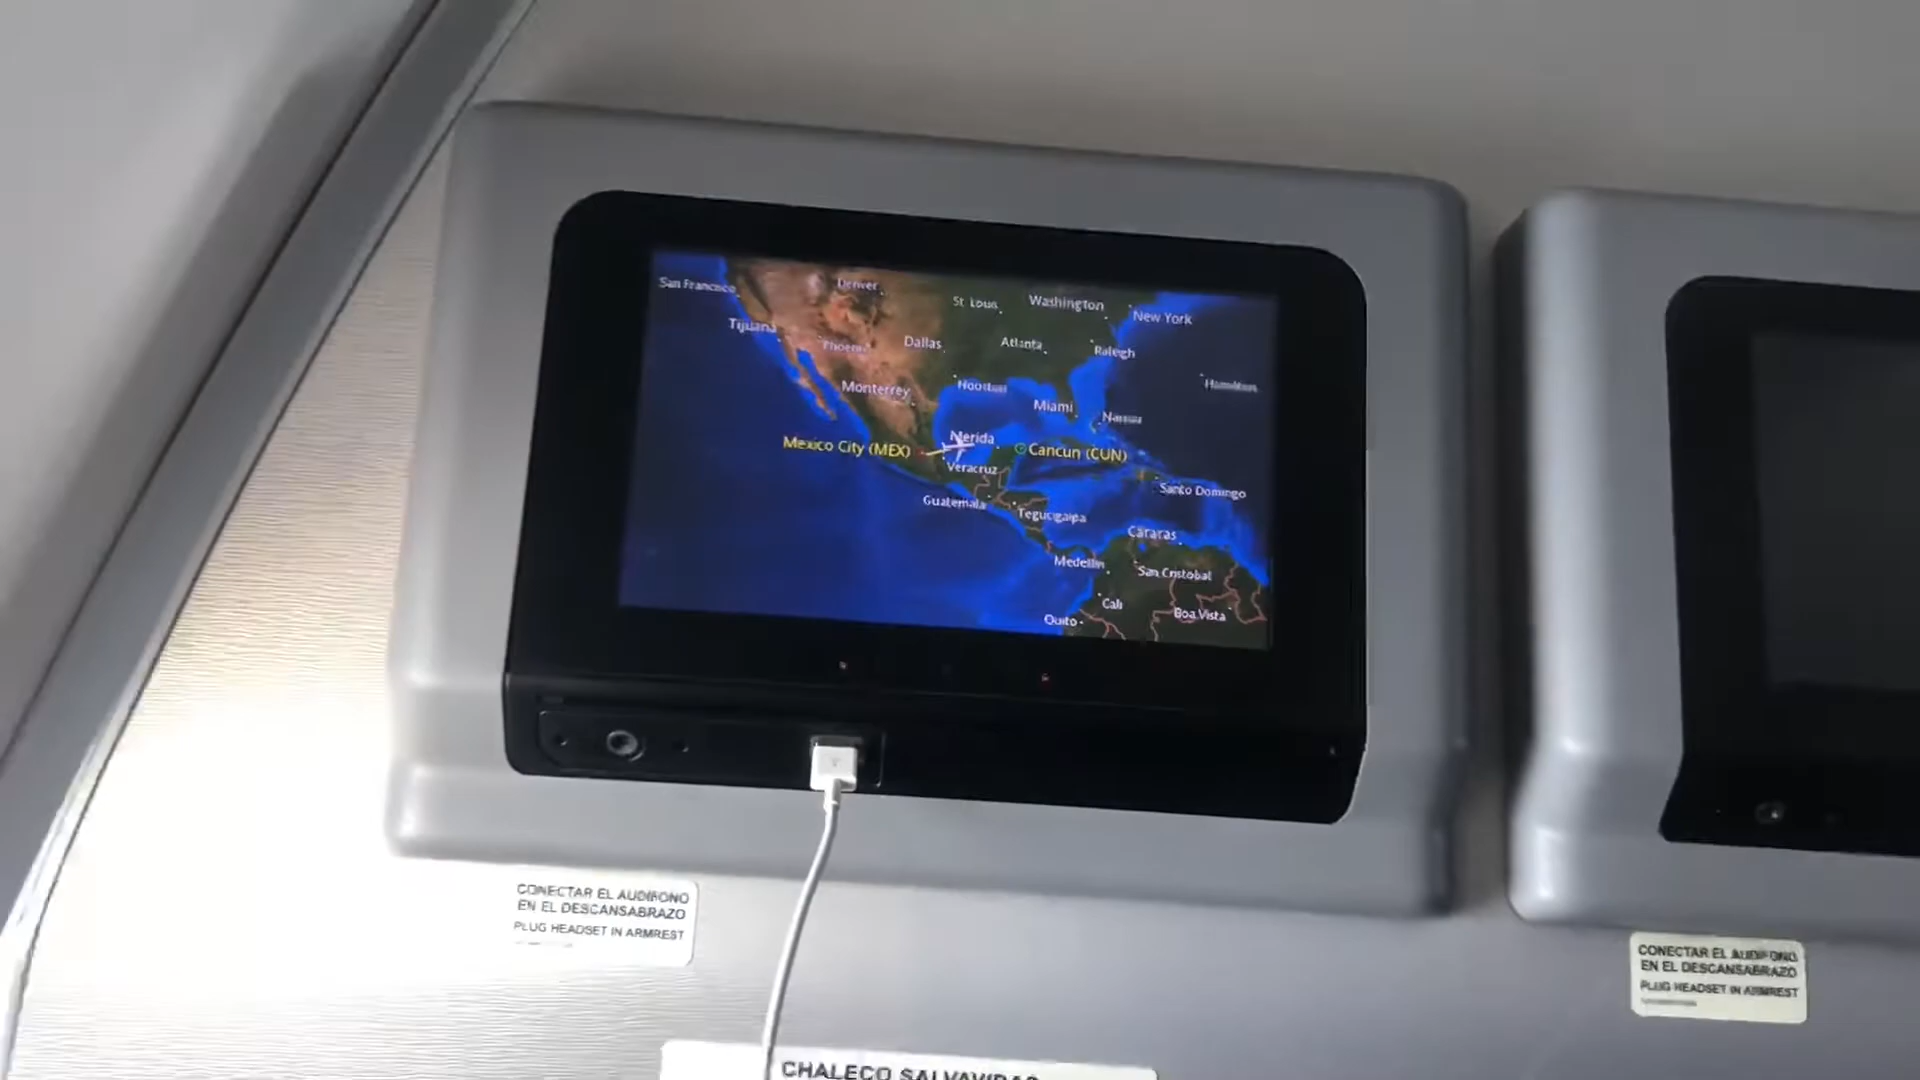 San Francisco
Denver
St. Louis
Washington
New York
Tijuana
Phoenix
Dallas
Atlanta
Raleigh
Monterrey
Houston
Hamilton
Miami
Nassau
Mexico City (MEX)
Merida
Cancun (CUN)
Veracruz
Guatemala
Tegucigalpa
Santo Domingo
Caracas
Medellin
San Cristobal
Cali
Boa Vista
Quito
CONECTAR EL AUDIFONO
EN EL DESCANSABRAZO
PLUG HEADSET IN ARMREST
CONECTAR EL AUDIFONO
EN EL DESCANSABRAZO
PLUG HEADSET IN ARMREST
CHALECO SALVAVIDAS